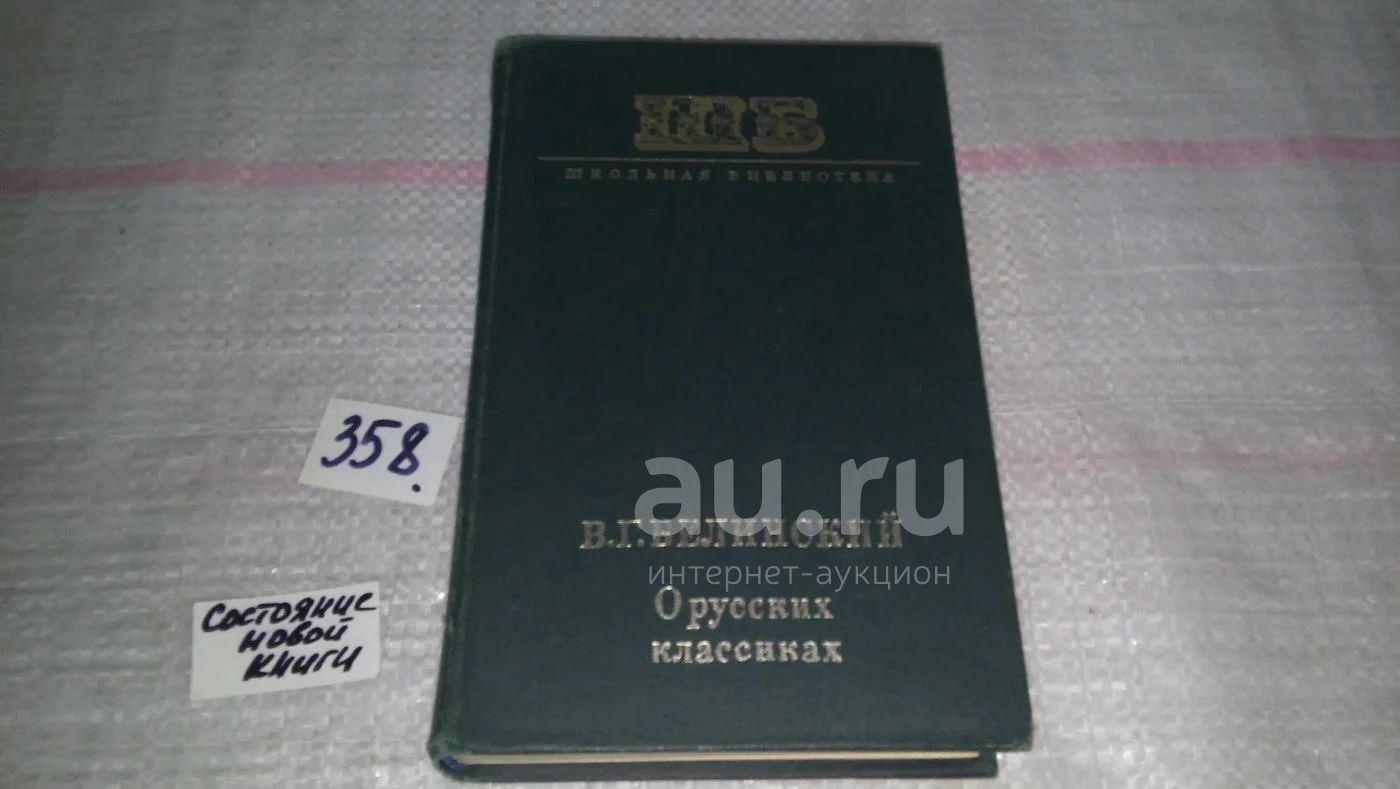 ШБ
ШКОЛЬНАЯ БИБЛИОТЕКА
358.
au.ru
В.Г.БЕЛИНСКИЙ
интернет-аукцион
О русских
классиках
Состояние
новой
книги